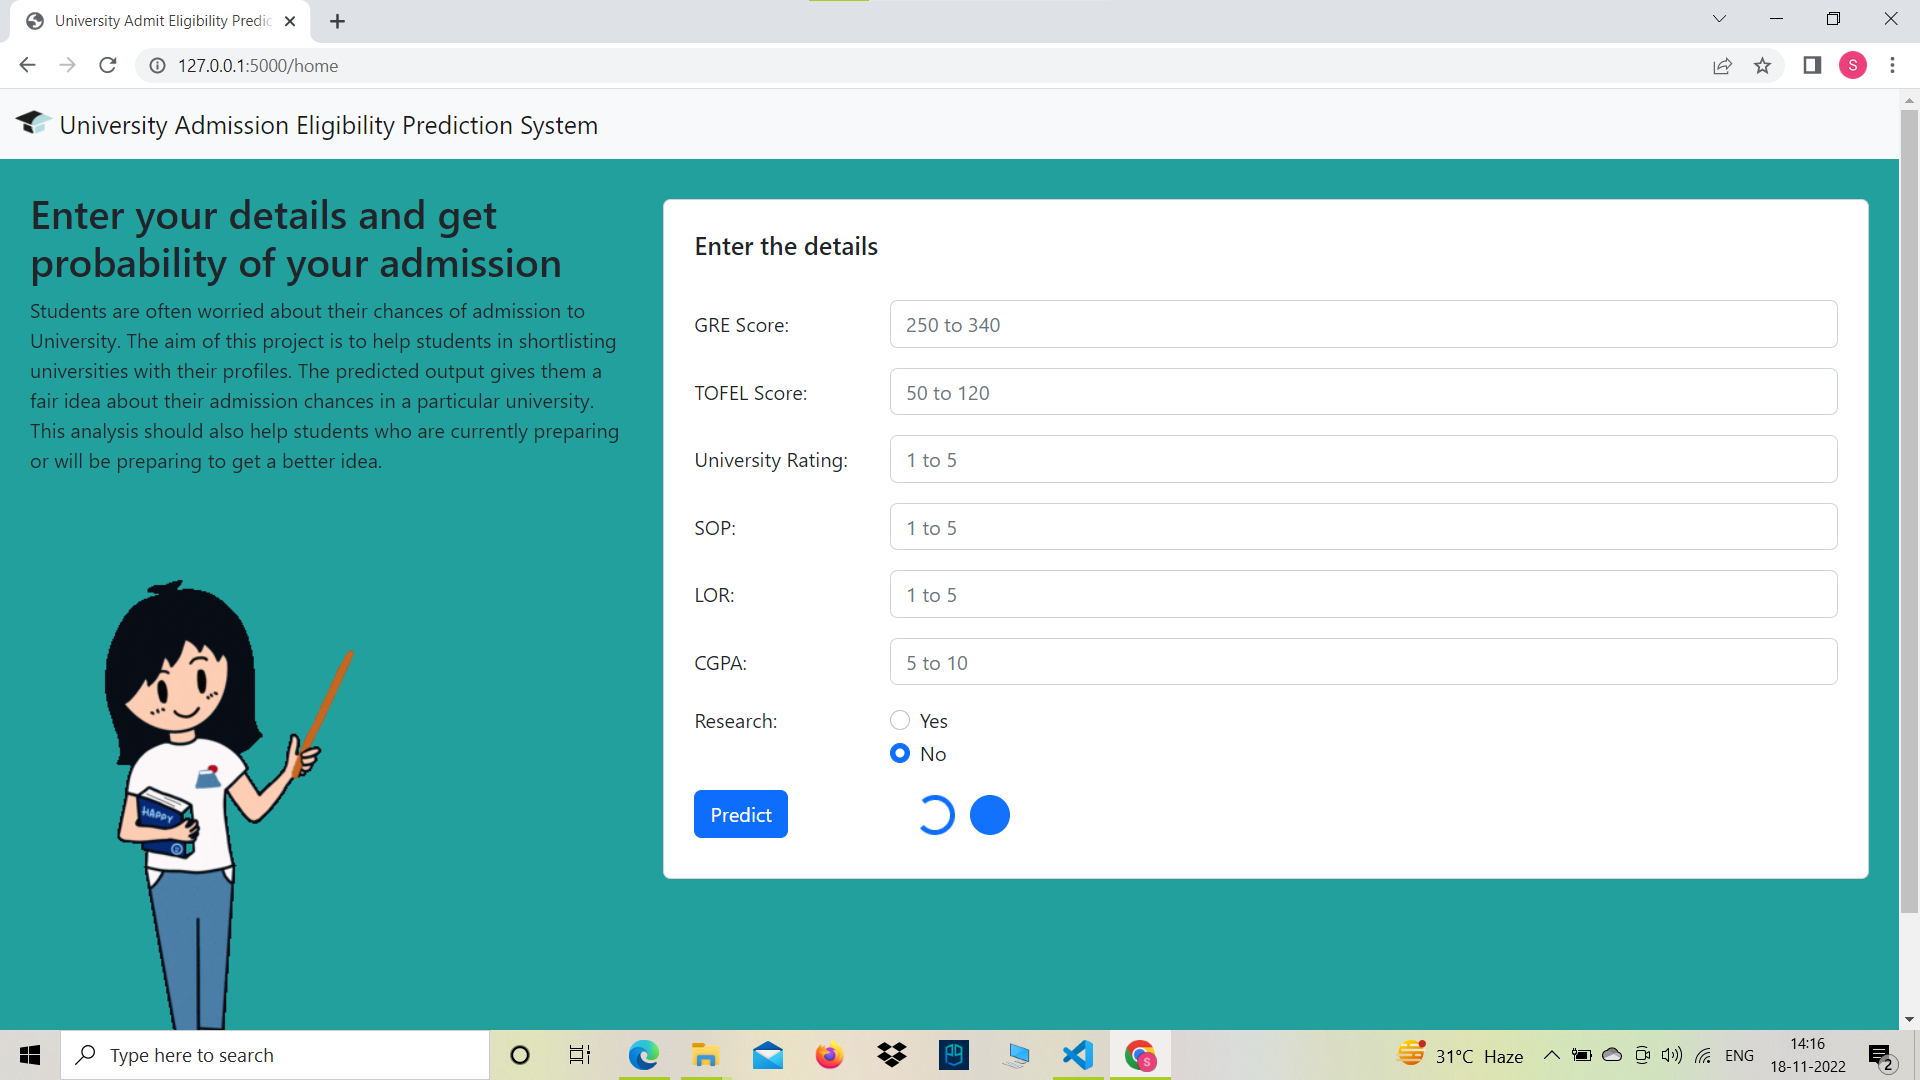 University Admit Eligibility Predic
127.0.0.1:5000/home
S
University Admission Eligibility Prediction System
Enter your details and get
probability of your admission
Students are often worried about their chances of admission to
University. The aim of this project is to help students in shortlisting
universities with their profiles. The predicted output gives them a
fair idea about their admission chances in a particular university.
This analysis should also help students who are currently preparing
or will be preparing to get a better idea.
HAPPY
Enter the details
GRE Score: 250 to 340
TOFEL Score: 50 to 120
University Rating: 1 to 5
SOP: 1 to 5
LOR: 1 to 5
CGPA: 5 to 10
Research: Yes
No
Predict
Type here to search
S
31°C Haze
ENG
14:16
18-11-2022
2